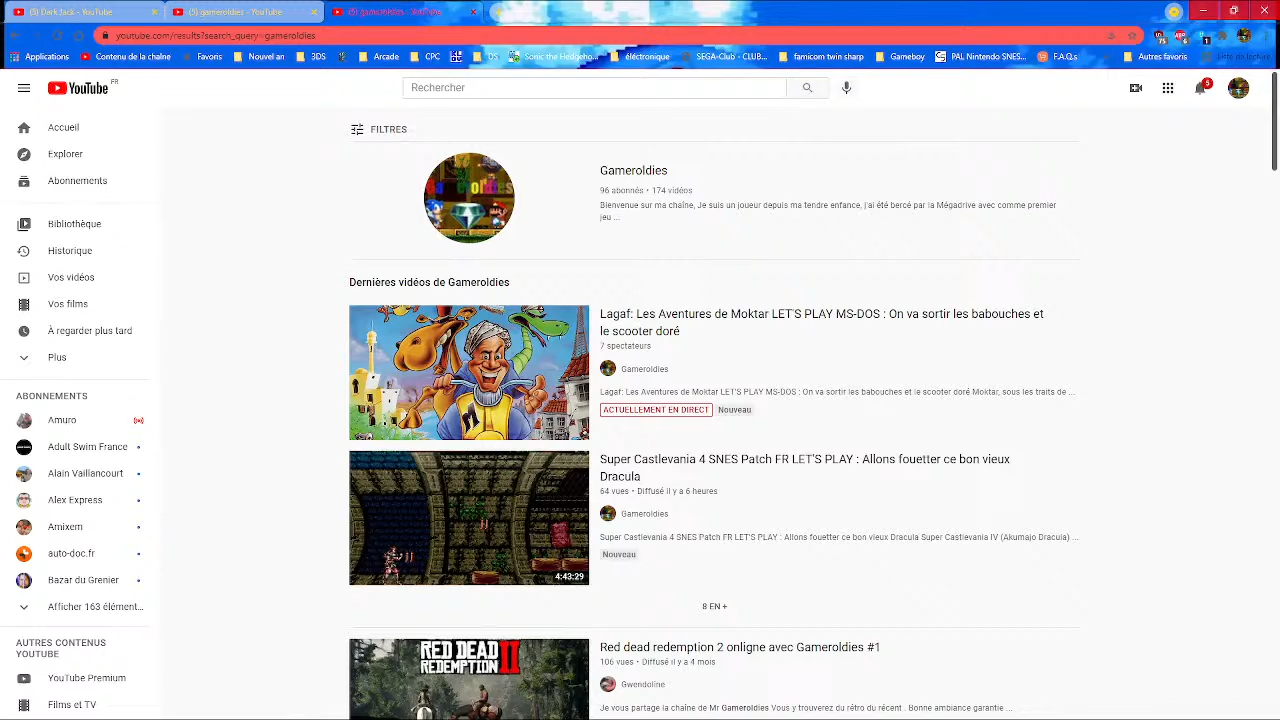 (5) Dark Jack - YouTube
(5) gameroldies - YouTube
(5) gameroldies - YouTube
youtube.com/results?search_query=gameroldies
Applications
Contenu de la chaîne
Favoris
Nouvel an
3DS
Arcade
CPC
DS
Sonic the Hedgeho...
éléctronique
SEGA-Club - CLUB...
famicom twin sharp
Gameboy
PAL Nintendo SNES...
F.A.Q.s
Autres favoris
Liste de lecture
YouTube FR
Rechercher
5
Accueil
Explorer
Abonnements
Bibliothèque
Historique
Vos vidéos
Vos films
À regarder plus tard
Plus
ABONNEMENTS
Amuro
Adult Swim France
Alain Vaillancourt
Alex Express
Amixem
auto-doc.fr
Bazar du Grenier
Afficher 163 élément...
AUTRES CONTENUS
YOUTUBE
YouTube Premium
Films et TV
FILTRES
Gameroldies
96 abonnés • 174 vidéos
Bienvenue sur ma chaîne, Je suis un joueur depuis ma tendre enfance, j'ai été bercé par la Mégadrive avec comme premier
jeu ...
Dernières vidéos de Gameroldies
Lagaf: Les Aventures de Moktar LET'S PLAY MS-DOS : On va sortir les babouches et
le scooter doré
7 spectateurs
Gameroldies
Lagaf: Les Aventures de Moktar LET'S PLAY MS-DOS : On va sortir les babouches et le scooter doré Moktar, sous les traits de ...
ACTUELLEMENT EN DIRECT Nouveau
Super Castlevania 4 SNES Patch FR LET'S PLAY : Allons fouetter ce bon vieux
Dracula
64 vues • Diffusé il y a 6 heures
Gameroldies
Super Castlevania 4 SNES Patch FR LET'S PLAY : Allons fouetter ce bon vieux Dracula Super Castlevania IV (Akumajo Dracula) ...
Nouveau
4:43:29
8 EN +
RED DEAD
REDEMPTION II
Red dead redemption 2 onligne avec Gameroldies #1
106 vues • Diffusé il y a 4 mois
Gwendoline
Je vous partage la chaîne de Mr Gameroldies Vous y trouverez du rétro du récent . Bonne ambiance garantie ...